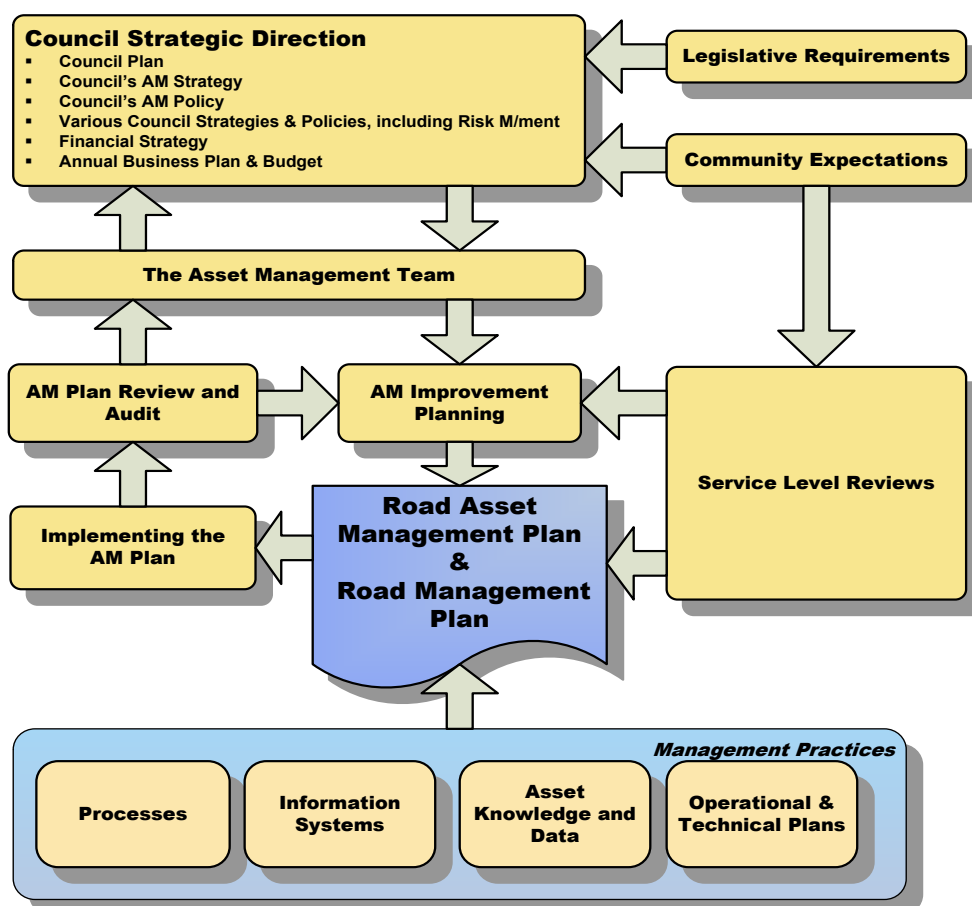 Council Strategic Direction
▪ Council Plan
▪ Council's AM Strategy
▪ Council's AM Policy
▪ Various Council Strategies & Policies, including Risk M/ment
▪ Financial Strategy
▪ Annual Business Plan & Budget
Legislative Requirements
Community Expectations
The Asset Management Team
AM Plan Review and
Audit
AM Improvement
Planning
Service Level Reviews
Implementing the
AM Plan
Road Asset
Management Plan
&
Road Management
Plan
Management Practices
Processes
Information
Systems
Asset
Knowledge and
Data
Operational &
Technical Plans